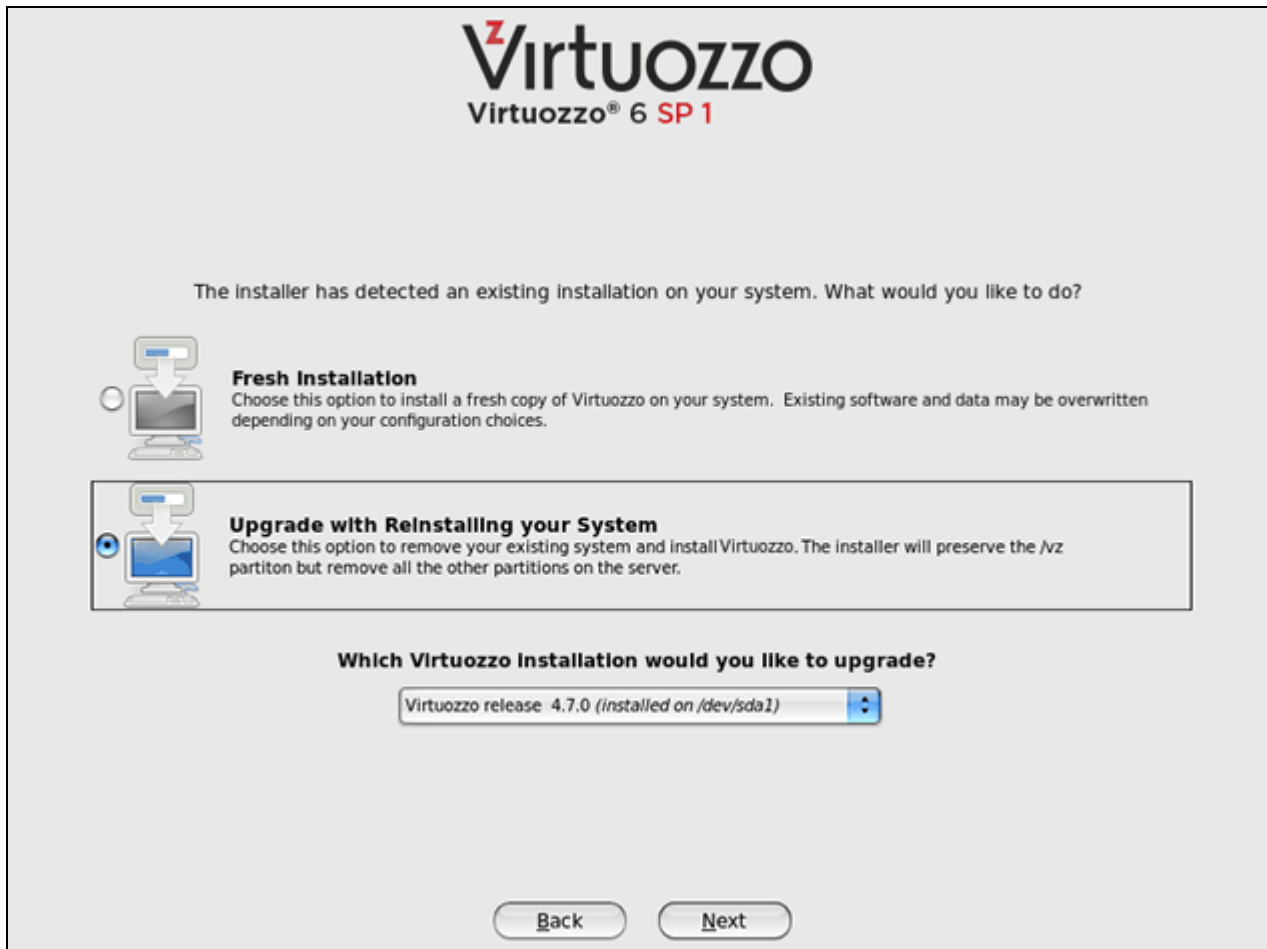 Virtuozzo
Virtuozzo® 6 SP 1
The installer has detected an existing installation on your system. What would you like to do?
Fresh Installation
Choose this option to install a fresh copy of Virtuozzo on your system. Existing software and data may be overwritten
depending on your configuration choices.
Upgrade with Reinstalling your System
Choose this option to remove your existing system and install Virtuozzo. The installer will preserve the /vz
partiton but remove all the other partitions on the server.
Which Virtuozzo installation would you like to upgrade?
Virtuozzo release 4.7.0 (installed on /dev/sda1)
Back
Next